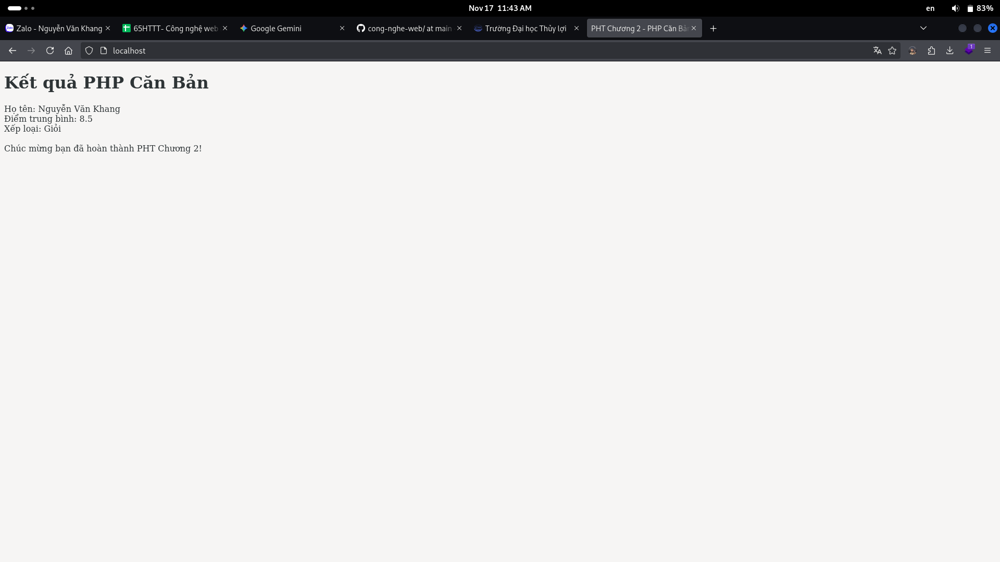 Nov 17 11:43 AM
en
83%
Zalo - Nguyễn Văn Khang
65HTTT- Công nghệ web
Google Gemini
cong-nghe-web/ at main
Trường Đại học Thủy lợi
PHT Chương 2 - PHP Căn Bản
localhost
1
Kết quả PHP Căn Bản
Họ tên: Nguyễn Văn Khang
Điểm trung bình: 8.5
Xếp loại: Giỏi
Chúc mừng bạn đã hoàn thành PHT Chương 2!